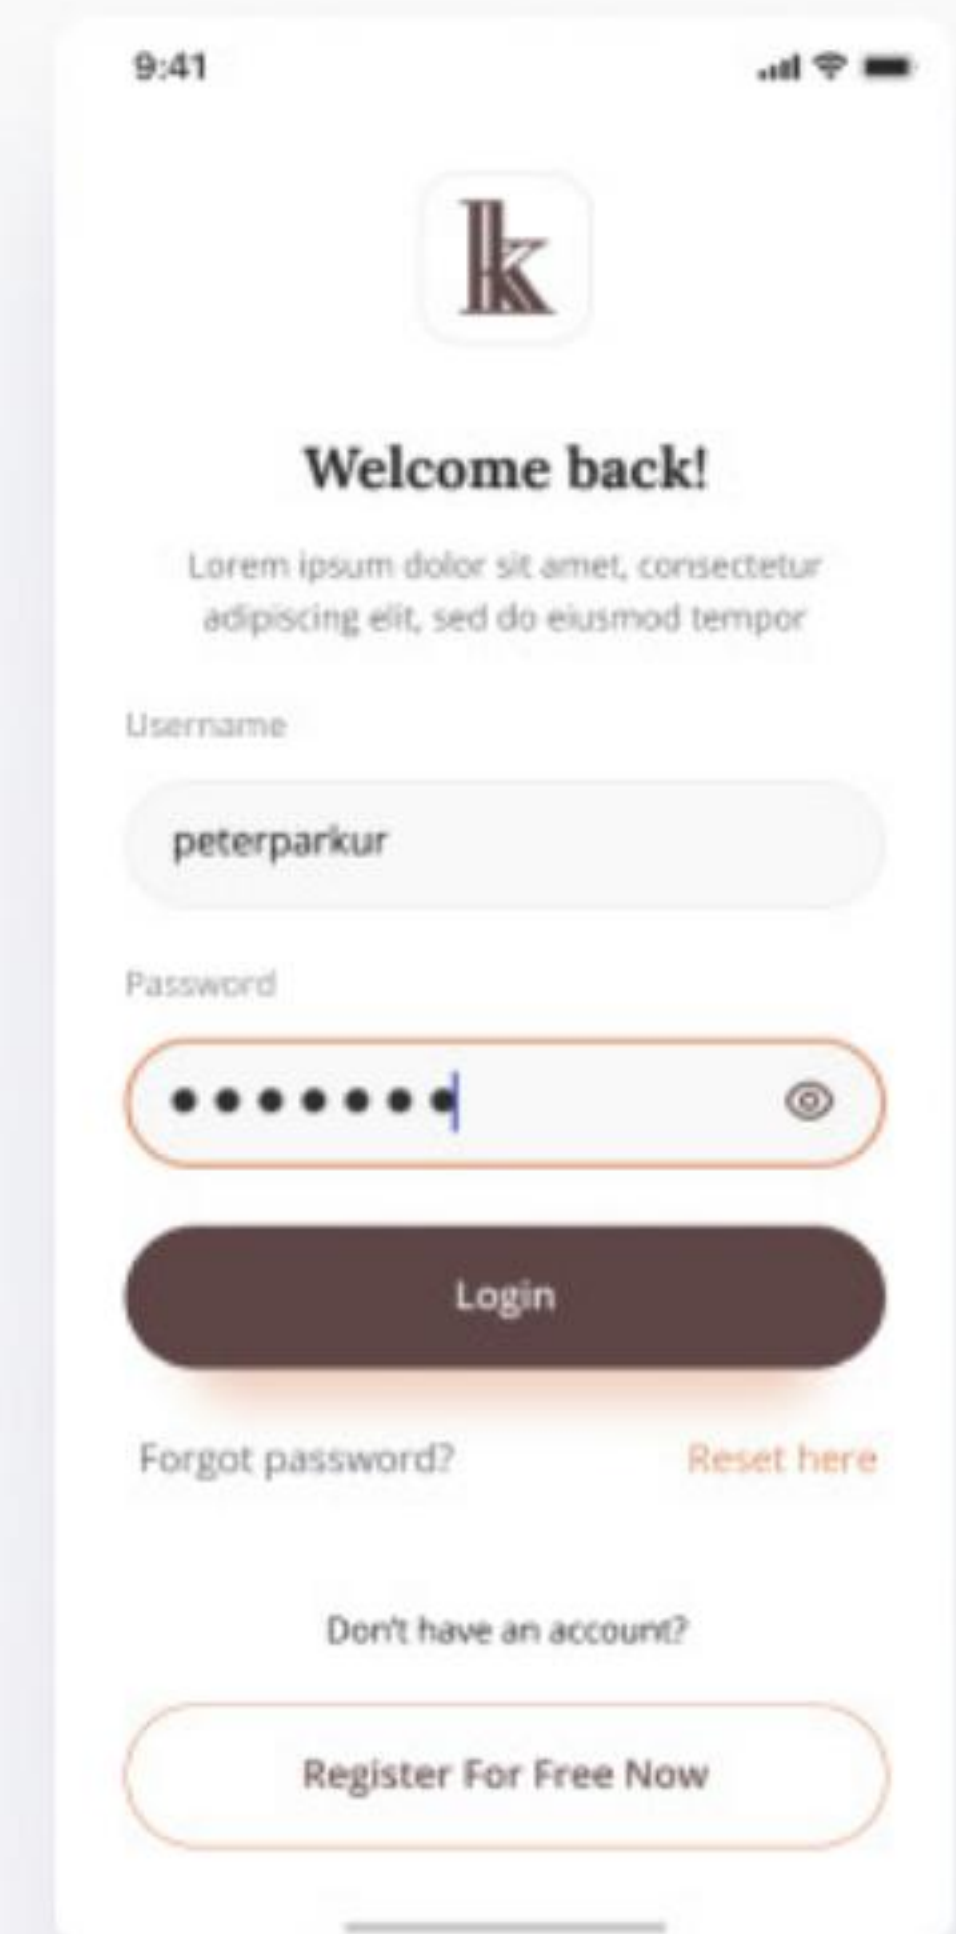 9:41
k
Welcome back!
Lorem ipsum dolor sit amet, consectetur
adipiscing elit, sed do eiusmod tempor
Username
peterparkur
Password
Login
Forgot password? Reset here
Don't have an account?
Register For Free Now